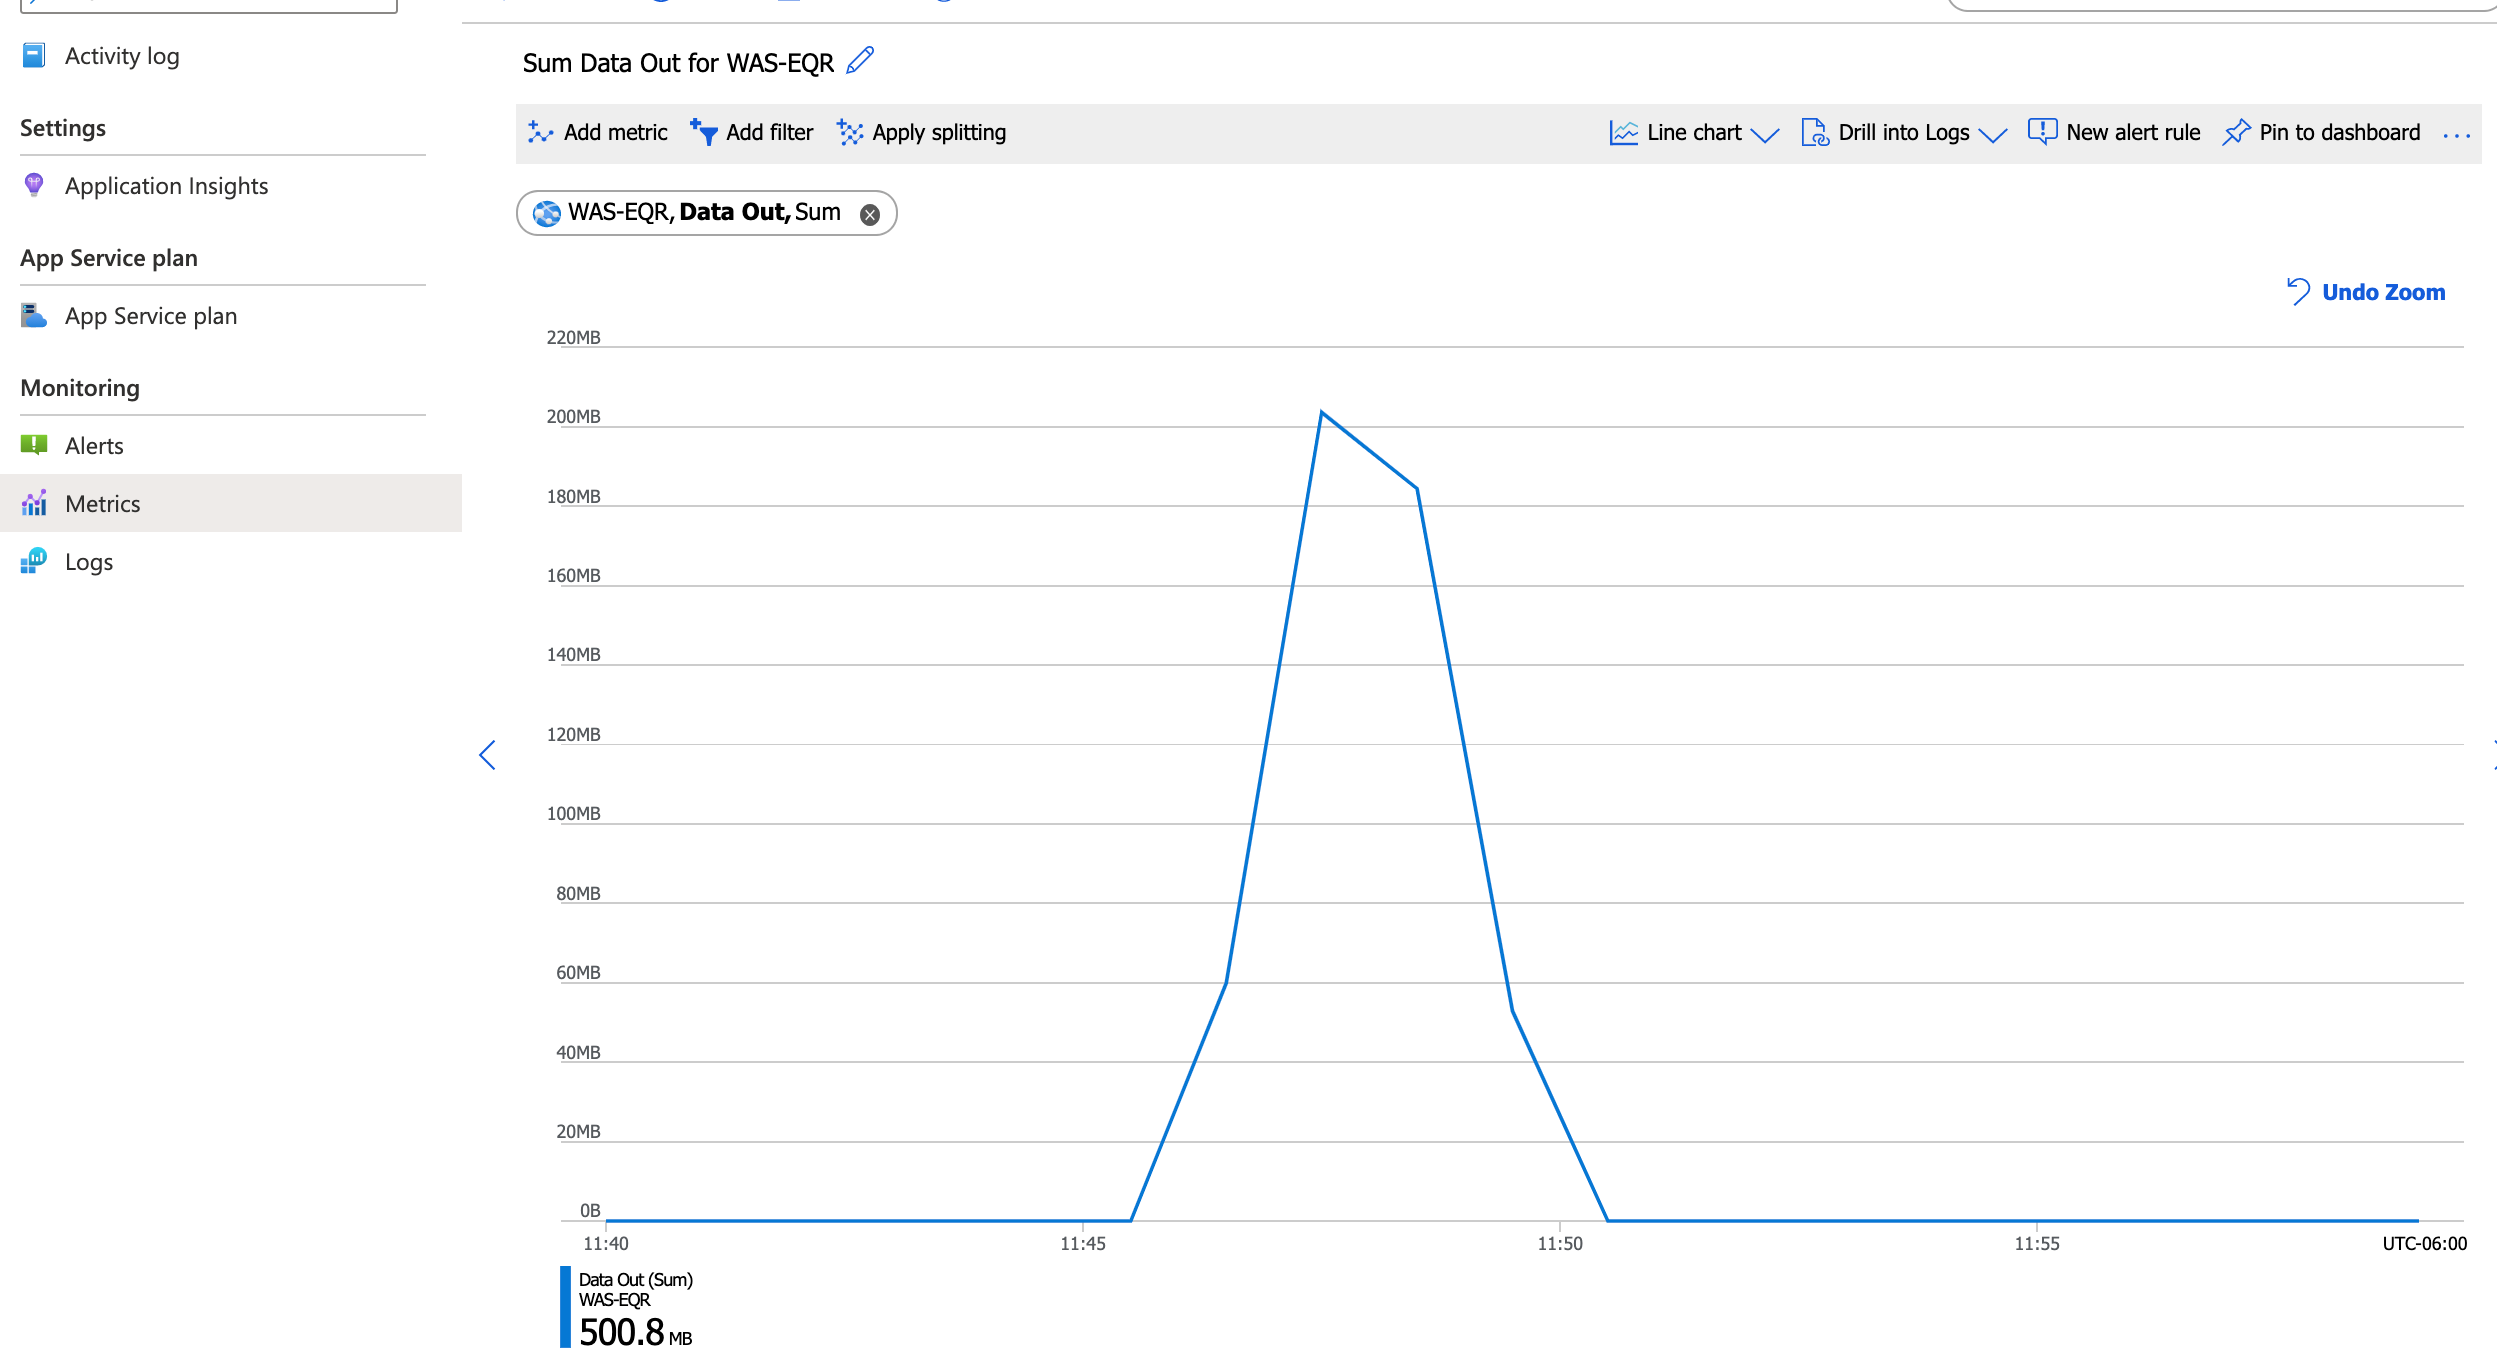 Activity log
Settings
Application Insights
App Service plan
App Service plan
Monitoring
Alerts
Metrics
Logs
Sum Data Out for WAS-EQR
Add metric Add filter Apply splitting Line chart Drill into Logs New alert rule Pin to dashboard ...
WAS-EQR, Data Out, Sum
Undo Zoom
220MB
200MB
180MB
160MB
140MB
120MB
100MB
80MB
60MB
40MB
20MB
0B
11:40 11:45 11:50 11:55 UTC-06:00
Data Out (Sum)
WAS-EQR
500.8 MB